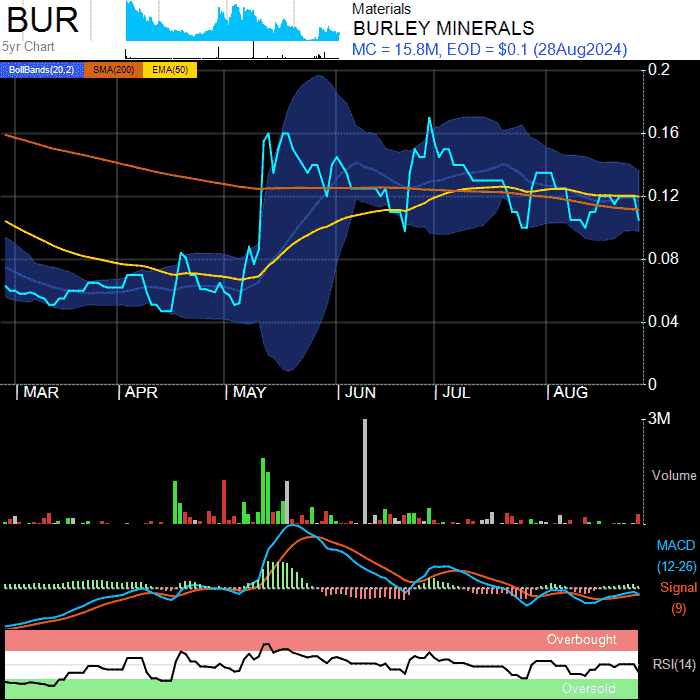 BUR
5yr Chart
Materials
BURLEY MINERALS
MC = 15.8M, EOD = $0.1 (28Aug2024)
BollBands(20,2) SMA(200) EMA(50)
0.2
0.16
0.12
0.08
0.04
0
| MAR | APR | MAY | JUN | JUL | AUG
3M
Volume
MACD
(12-26)
Signal
(9)
Overbought
RSI(14)
Oversold